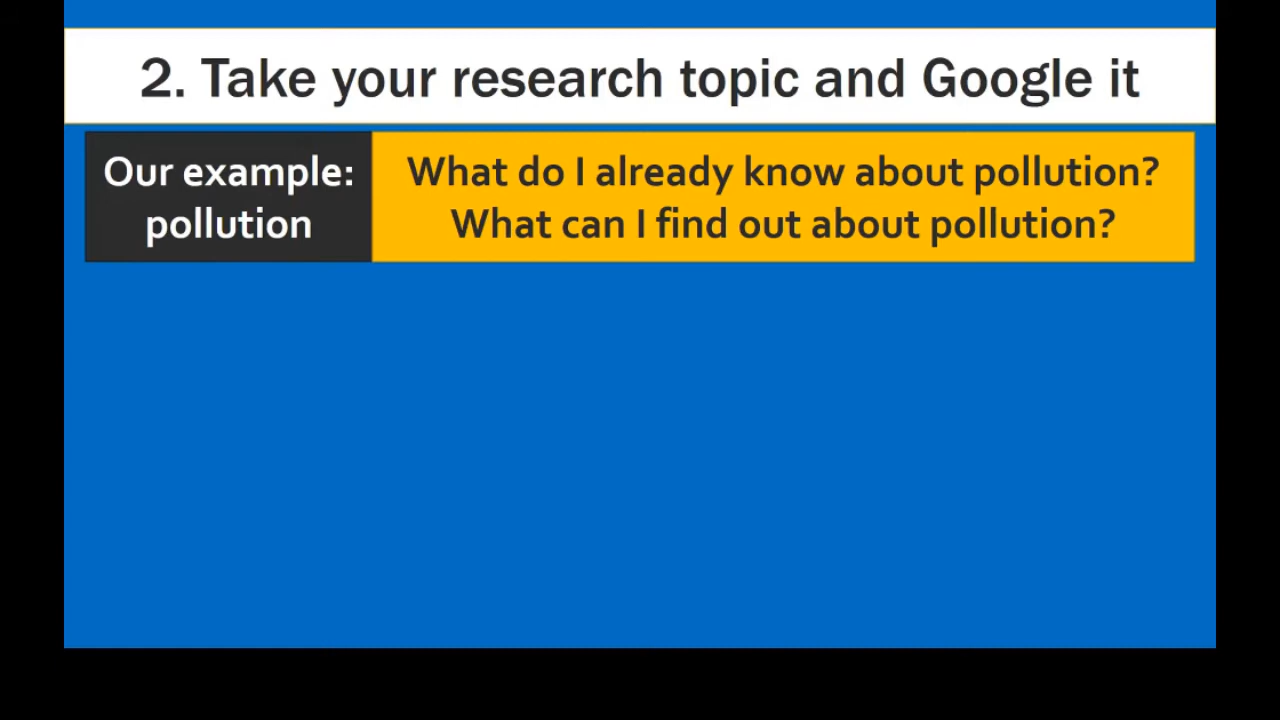 2. Take your research topic and Google it
Our example:
pollution
What do I already know about pollution?
What can I find out about pollution?